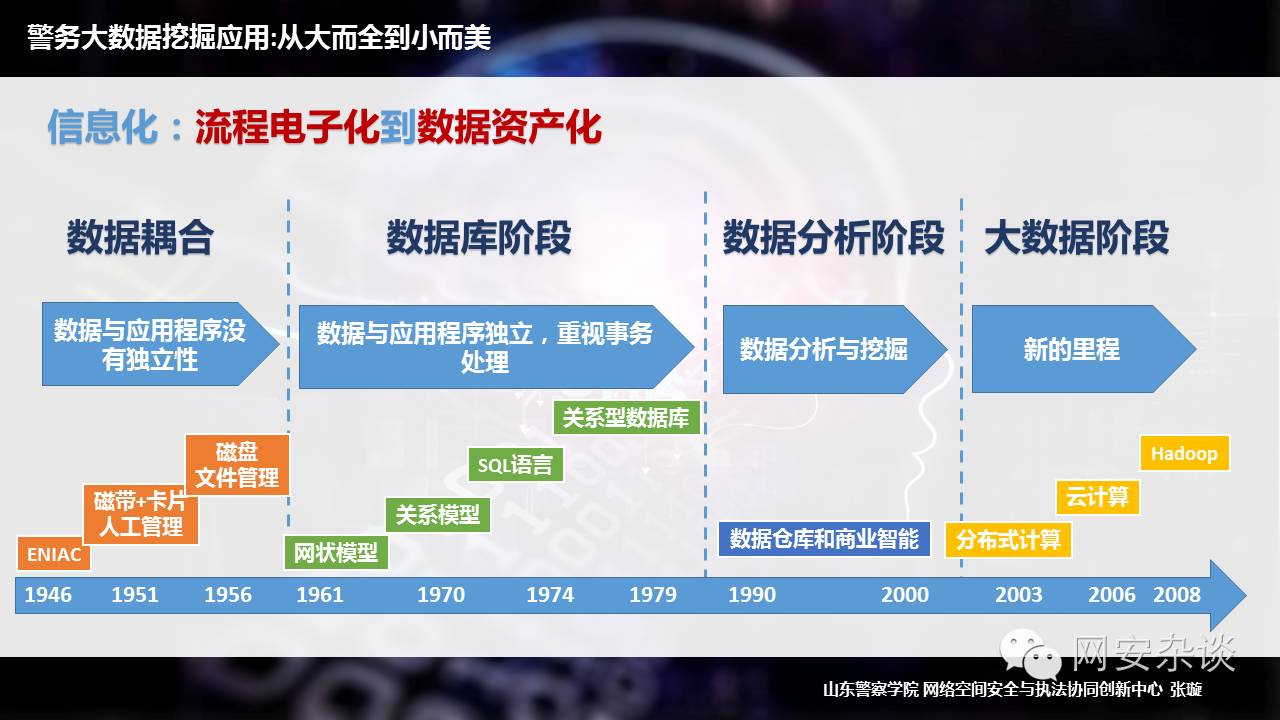 警务大数据挖掘应用:从大而全到小而美
信息化：流程电子化到数据资产化
数据耦合
数据库阶段
数据分析阶段
大数据阶段
数据与应用程序没
有独立性
数据与应用程序独立，重视事务
处理
数据分析与挖掘
新的里程
关系型数据库
磁盘
文件管理
SQL语言
Hadoop
磁带+卡片
人工管理
关系模型
云计算
ENIAC
网状模型
数据仓库和商业智能
分布式计算
1946 1951 1956 1961 1970 1974 1979 1990 2000 2003 2006 2008
网安杂谈
山东警察学院 网络空间安全与执法协同创新中心 张璇